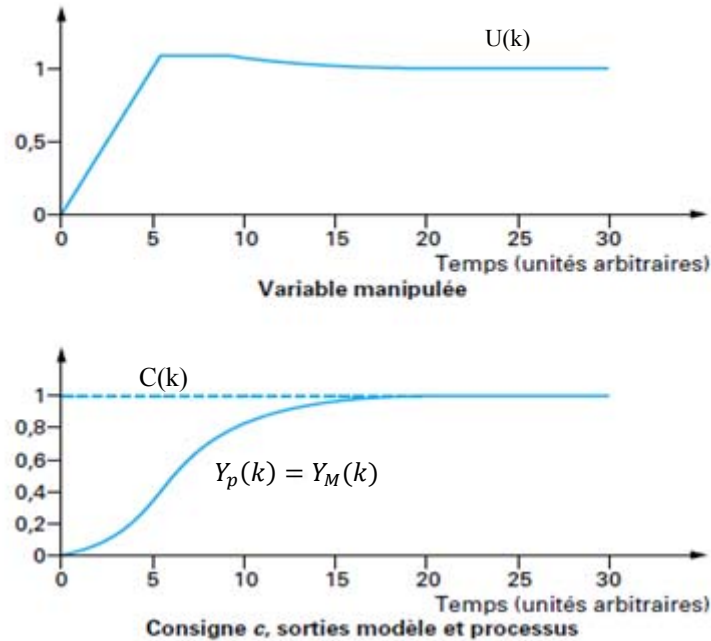 U(k)
1
0,5
0
0 5 10 15 20 25 30
Temps (unités arbitraires)
Variable manipulée
C(k)
1
0,8
0,6
0,4
0,2
0
Y_p(k) = Y_M(k)
0 5 10 15 20 25 30
Temps (unités arbitraires)
Consigne c, sorties modèle et processus